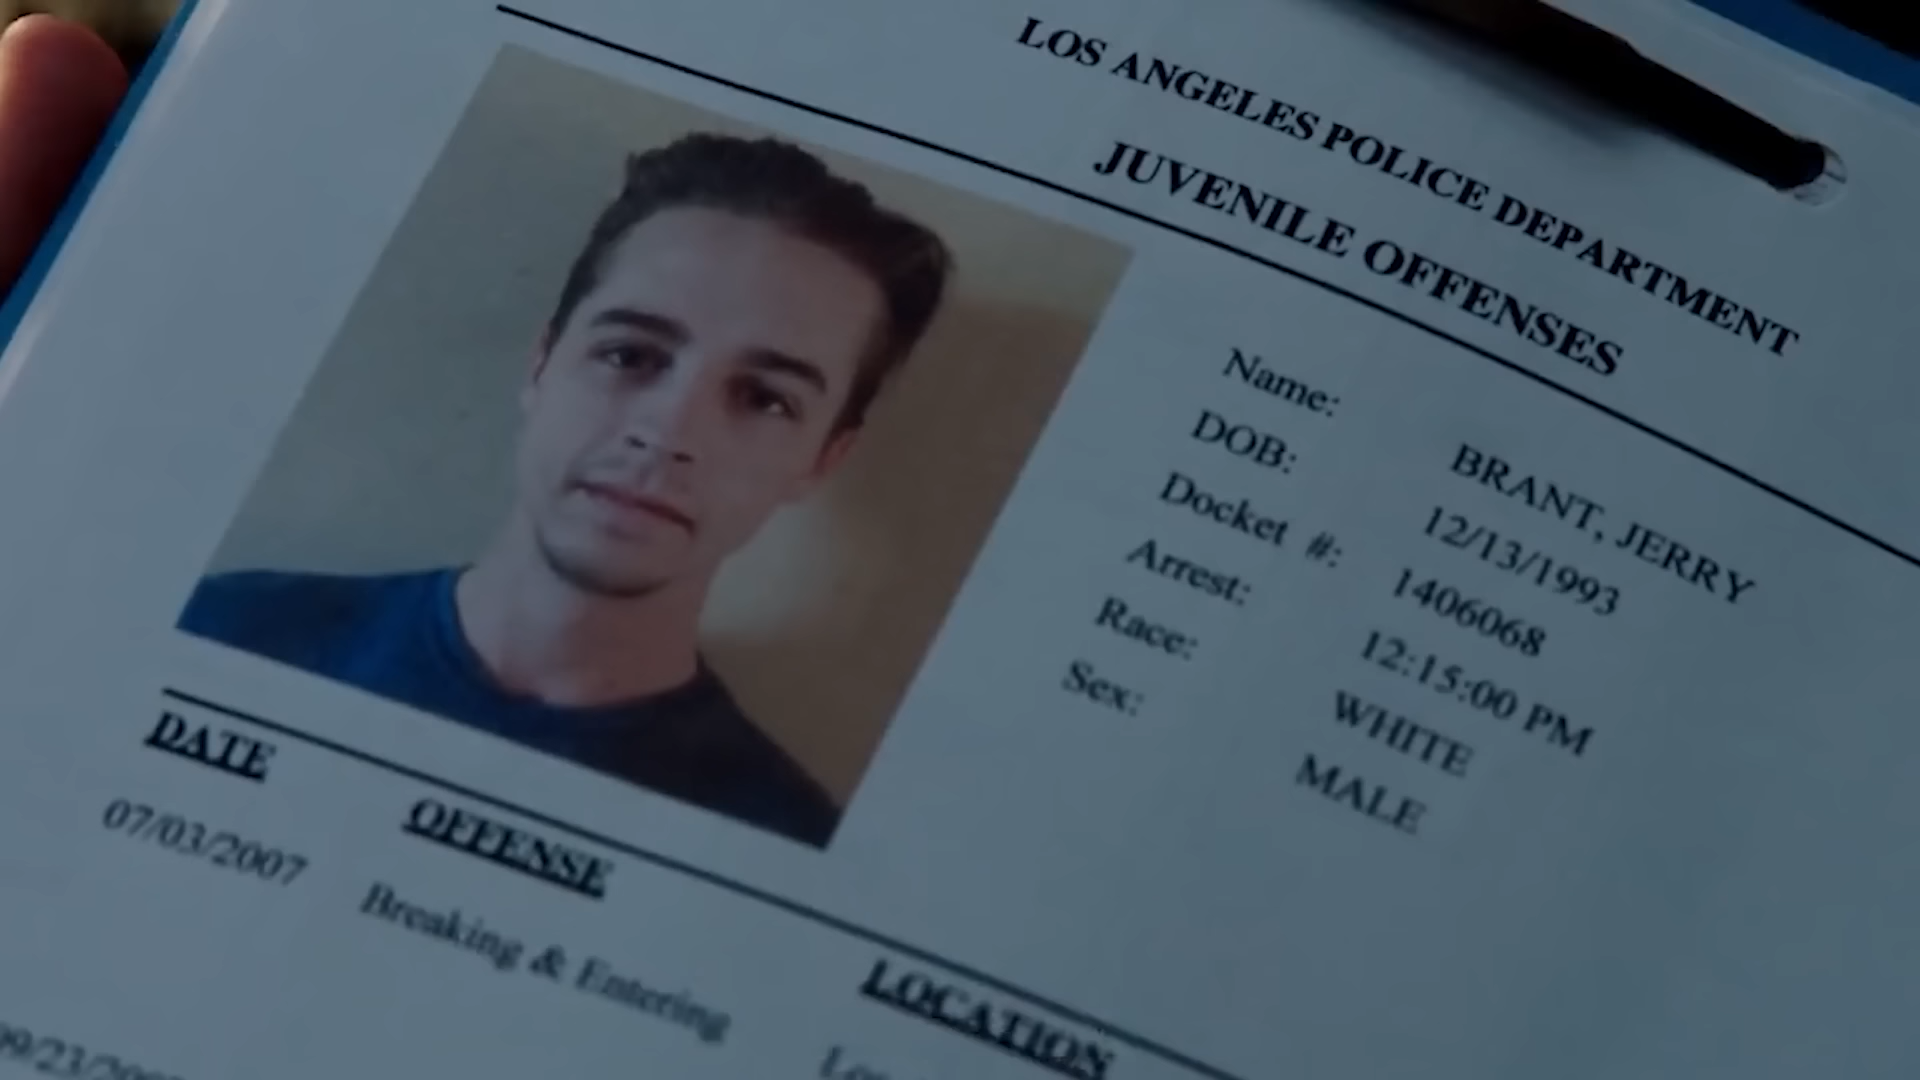 LOS ANGELES POLICE DEPARTMENT
JUVENILE OFFENSES
Name: BRANT, JERRY
DOB: 12/13/1993
Docket #: 1406068
Arrest: 12:15:00 PM
Race: WHITE
Sex: MALE
DATE OFFENSE LOCATION
07/03/2007 Breaking & Entering